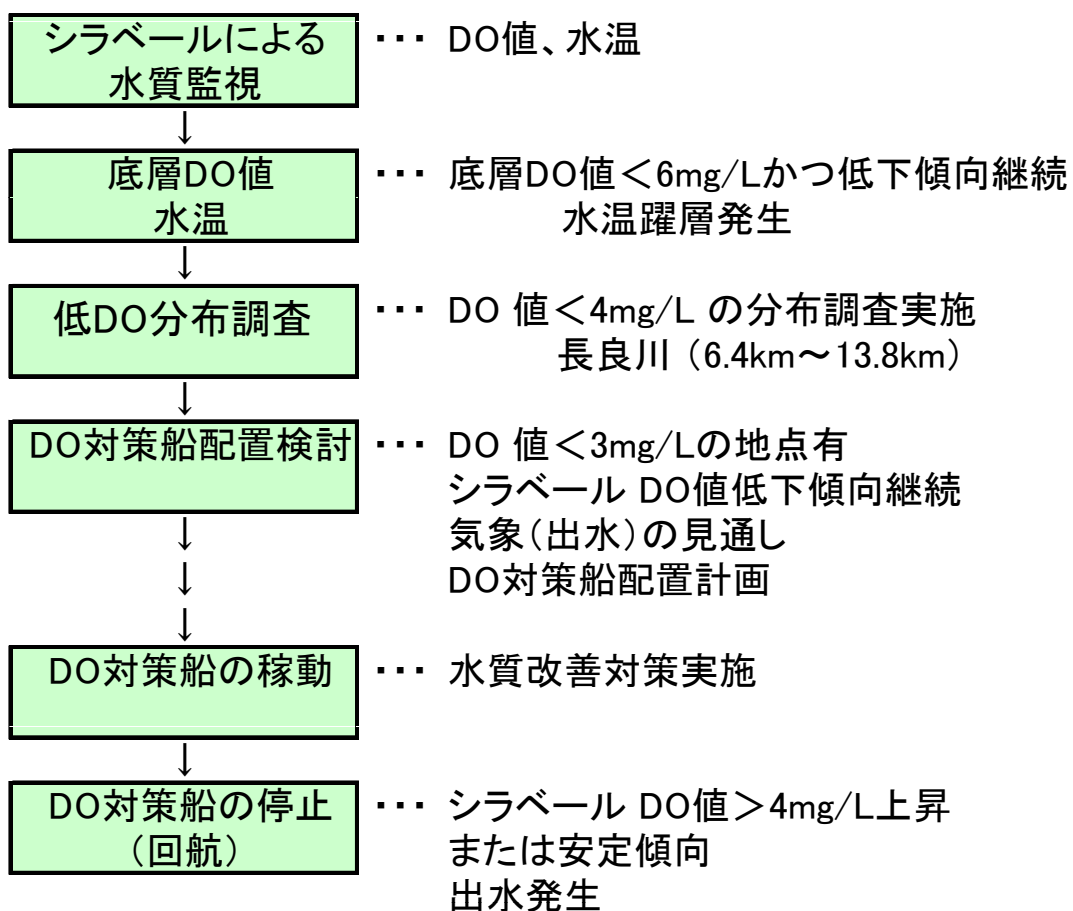 シラベールによる ・・・ DO値、水温
水質監視
↓
底層DO値 ・・・ 底層DO値＜6mg/Lかつ低下傾向継続
水温 水温躍層発生
↓
低DO分布調査 ・・・ DO 値＜4mg/L の分布調査実施
長良川（6.4km～13.8km）
↓
DO対策船配置検討 ・・・ DO 値＜3mg/Lの地点有
シラベール DO値低下傾向継続
↓ 気象（出水）の見通し
↓ DO対策船配置計画
↓
DO対策船の稼動 ・・・ 水質改善対策実施
↓
DO対策船の停止 ・・・ シラベール DO値＞4mg/L上昇
（回航） または安定傾向
出水発生